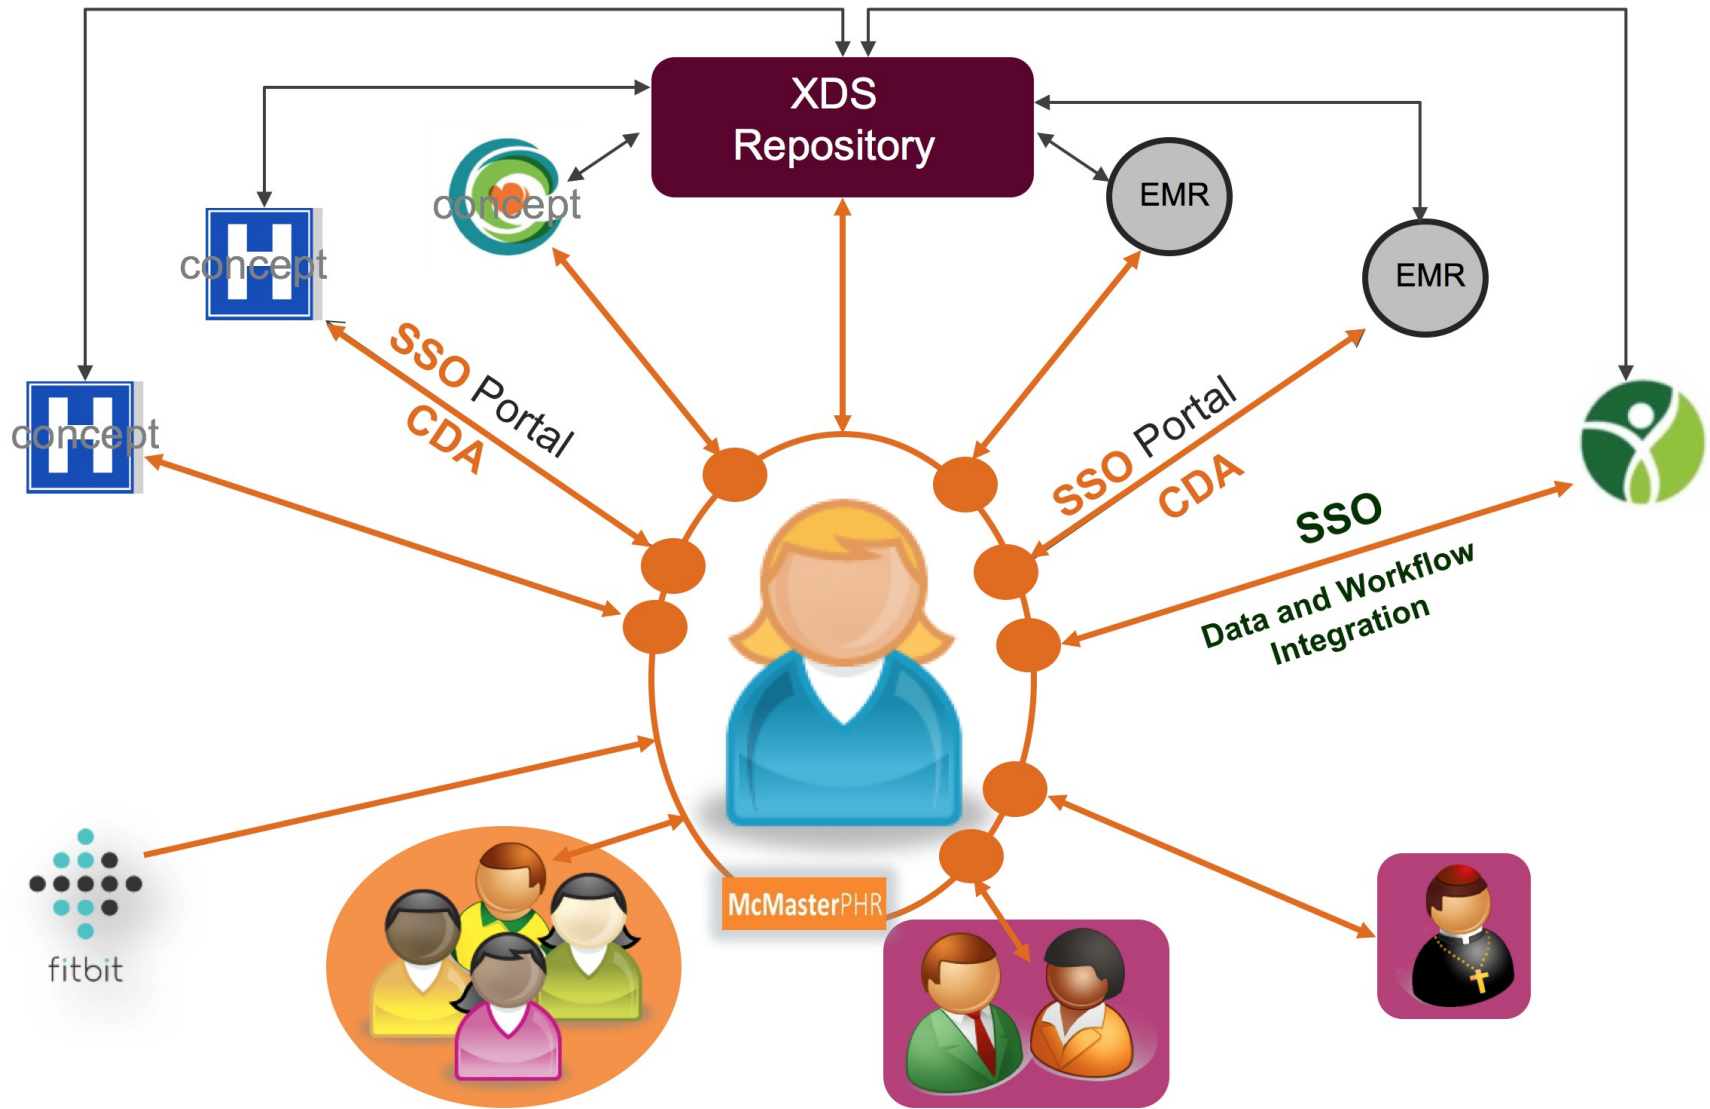 XDS
Repository
concept
EMR
concept
EMR
SSO Portal
CDA
concept
SSO Portal
CDA
SSO
Data and Workflow
Integration
McMasterPHR
fitbit
H
H